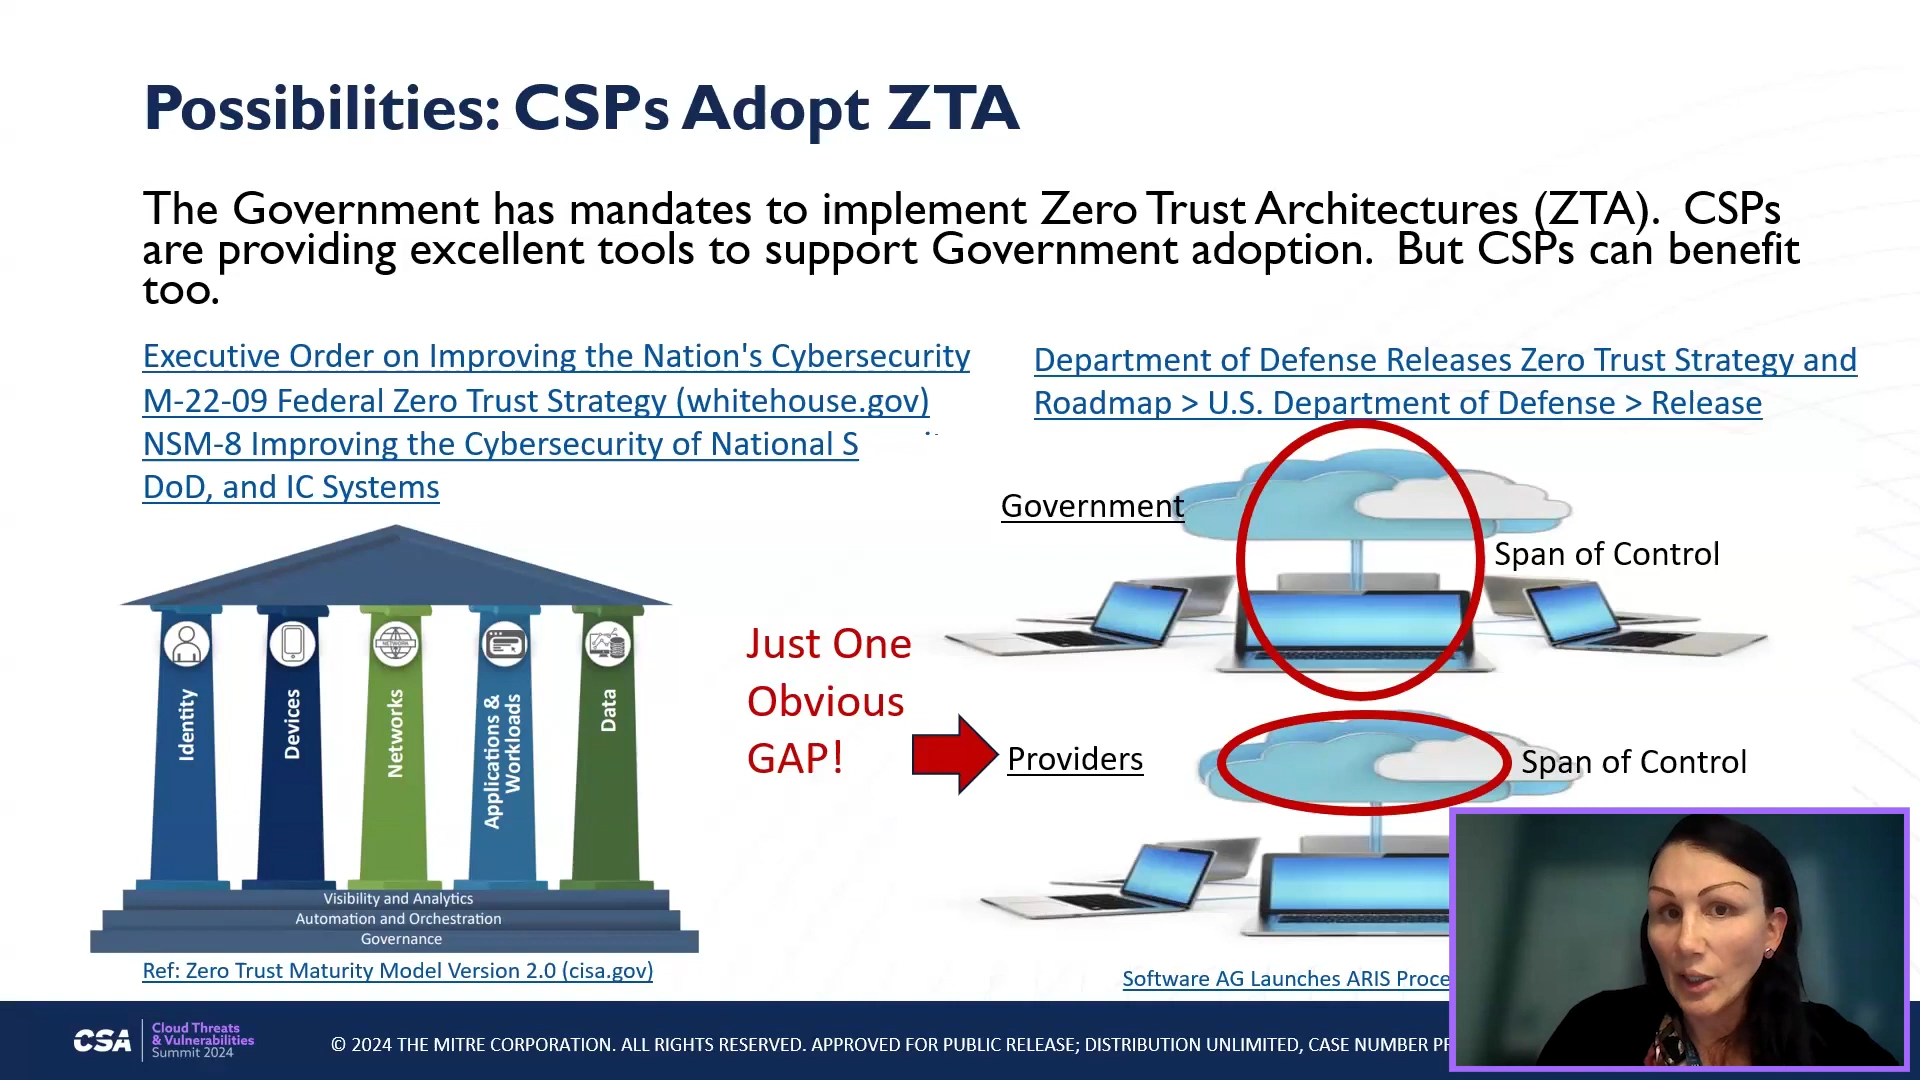 Possibilities: CSPs Adopt ZTA
The Government has mandates to implement Zero Trust Architectures (ZTA). CSPs
are providing excellent tools to support Government adoption. But CSPs can benefit
too.
Executive Order on Improving the Nation's Cybersecurity
M-22-09 Federal Zero Trust Strategy (whitehouse.gov)
NSM-8 Improving the Cybersecurity of National S
DoD, and IC Systems
Department of Defense Releases Zero Trust Strategy and
Roadmap > U.S. Department of Defense > Release
Government
Span of Control
Just One
Obvious
GAP!
Providers
Span of Control
Identity
Devices
NETWORK
Networks
Applications &
Workloads
Data
Visibility and Analytics
Automation and Orchestration
Governance
Ref: Zero Trust Maturity Model Version 2.0 (cisa.gov)
Software AG Launches ARIS Proce
CSA
Cloud Threats
& Vulnerabilities
Summit 2024
© 2024 THE MITRE CORPORATION. ALL RIGHTS RESERVED. APPROVED FOR PUBLIC RELEASE; DISTRIBUTION UNLIMITED, CASE NUMBER